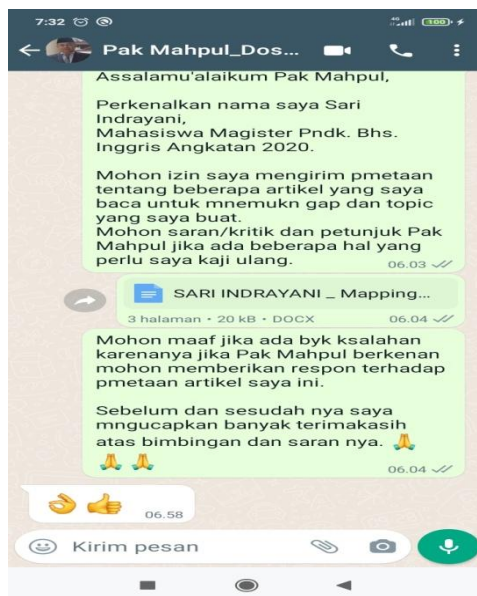 7:32
4G 100
Pak Mahpul_Dos...
Assalamu'alaikum Pak Mahpul,
Perkenalkan nama saya Sari
Indrayani,
Mahasiswa Magister Pndk. Bhs.
Inggris Angkatan 2020.
Mohon izin saya mengirim pmetaan
tentang beberapa artikel yang saya
baca untuk mnemukn gap dan topic
yang saya buat.
Mohon saran/kritik dan petunjuk Pak
Mahpul jika ada beberapa hal yang
perlu saya kaji ulang.
06.03
SARI INDRAYANI _ Mapping...
3 halaman • 20 kB • DOCX
06.04
Mohon maaf jika ada byk ksalahan
karenanya jika Pak Mahpul berkenan
mohon memberikan respon terhadap
pmetaan artikel saya ini.
Sebelum dan sesudah nya saya
mngucapkan banyak terimakasih
atas bimbingan dan saran nya. 🙏
🙏 🙏
06.04
👌 👍
06.58
Kirim pesan